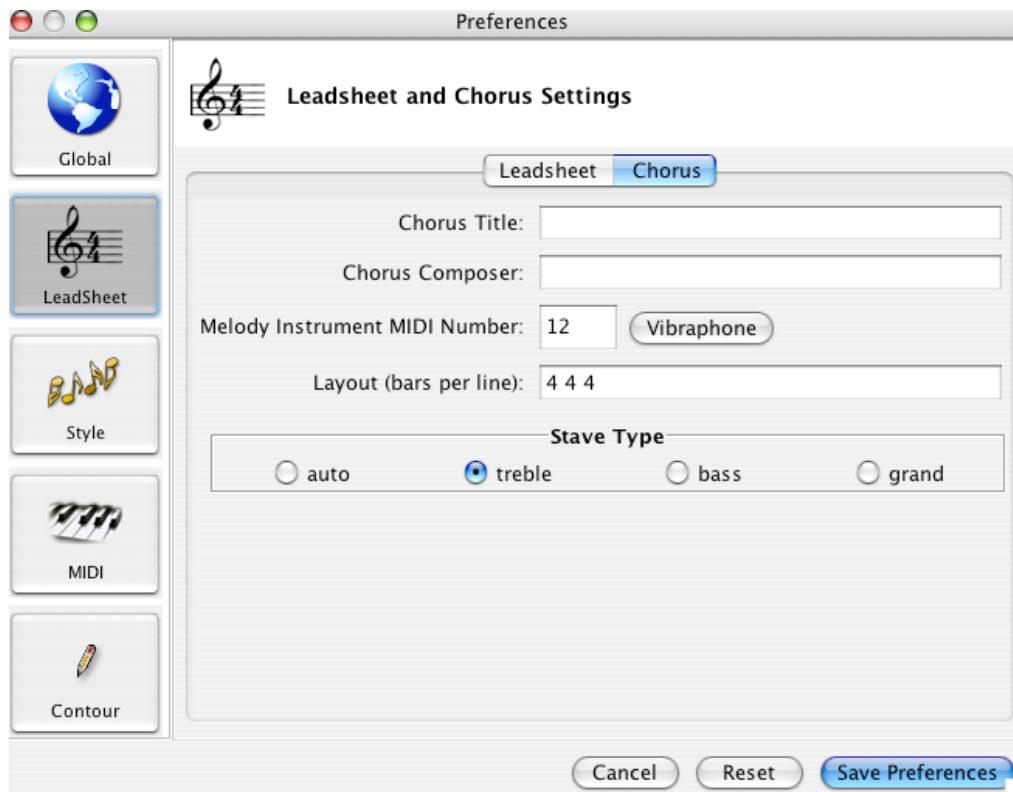 Preferences
Global
LeadSheet
Style
MIDI
Contour
Leadsheet and Chorus Settings
Leadsheet Chorus
Chorus Title:
Chorus Composer:
Melody Instrument MIDI Number: 12 Vibraphone
Layout (bars per line): 4 4 4
Stave Type
auto treble bass grand
Cancel Reset Save Preferences